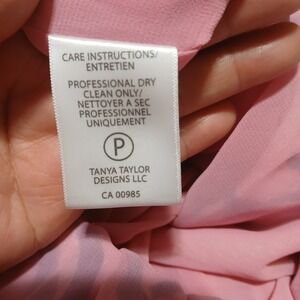 CARE INSTRUCTIONS/
ENTRETIEN
PROFESSIONAL DRY
CLEAN ONLY/
NETTOYER A SEC
PROFESSIONNEL
UNIQUEMENT
P
TANYA TAYLOR
DESIGNS LLC
CA 00985